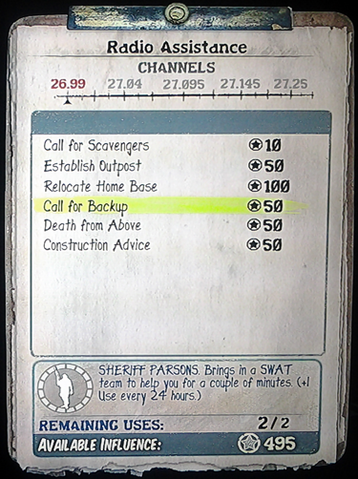 Radio Assistance
CHANNELS
26.99 27.04 27.095 27.145 27.25
Call for Scavengers 10
Establish Outpost 50
Relocate Home Base 100
Call for Backup 50
Death from Above 50
Construction Advice 50
SHERIFF PARSONS. Brings in a SWAT
team to help you for a couple of minutes. (+1
Use every 24 hours.)
REMAINING USES: 2/2
AVAILABLE INFLUENCE: 495